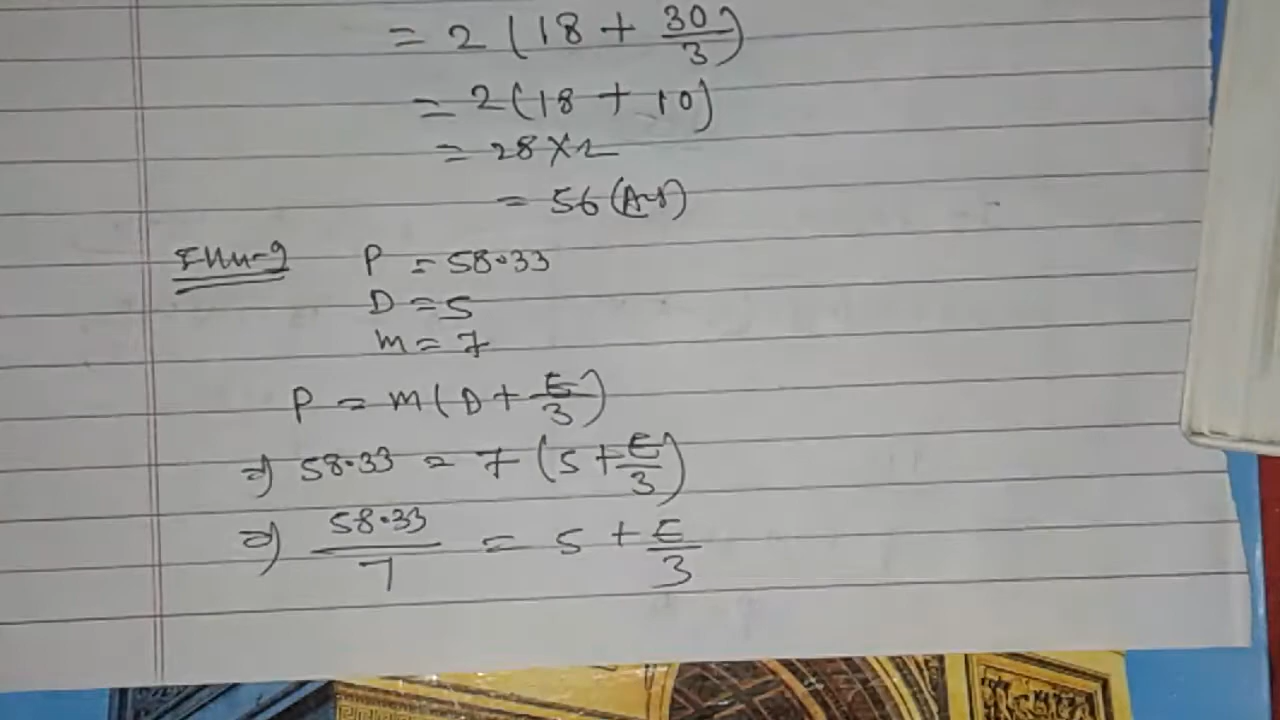 = 2 (18 + 30/3)
= 2(18 + 10)
= 28 × 2
= 56 (Ans)
P = 58.33
D = 5
m = 7
P = m(D + E/3)
⇒ 58.33 = 7 (5 + E/3)
⇒ 58.33/7 = 5 + E/3